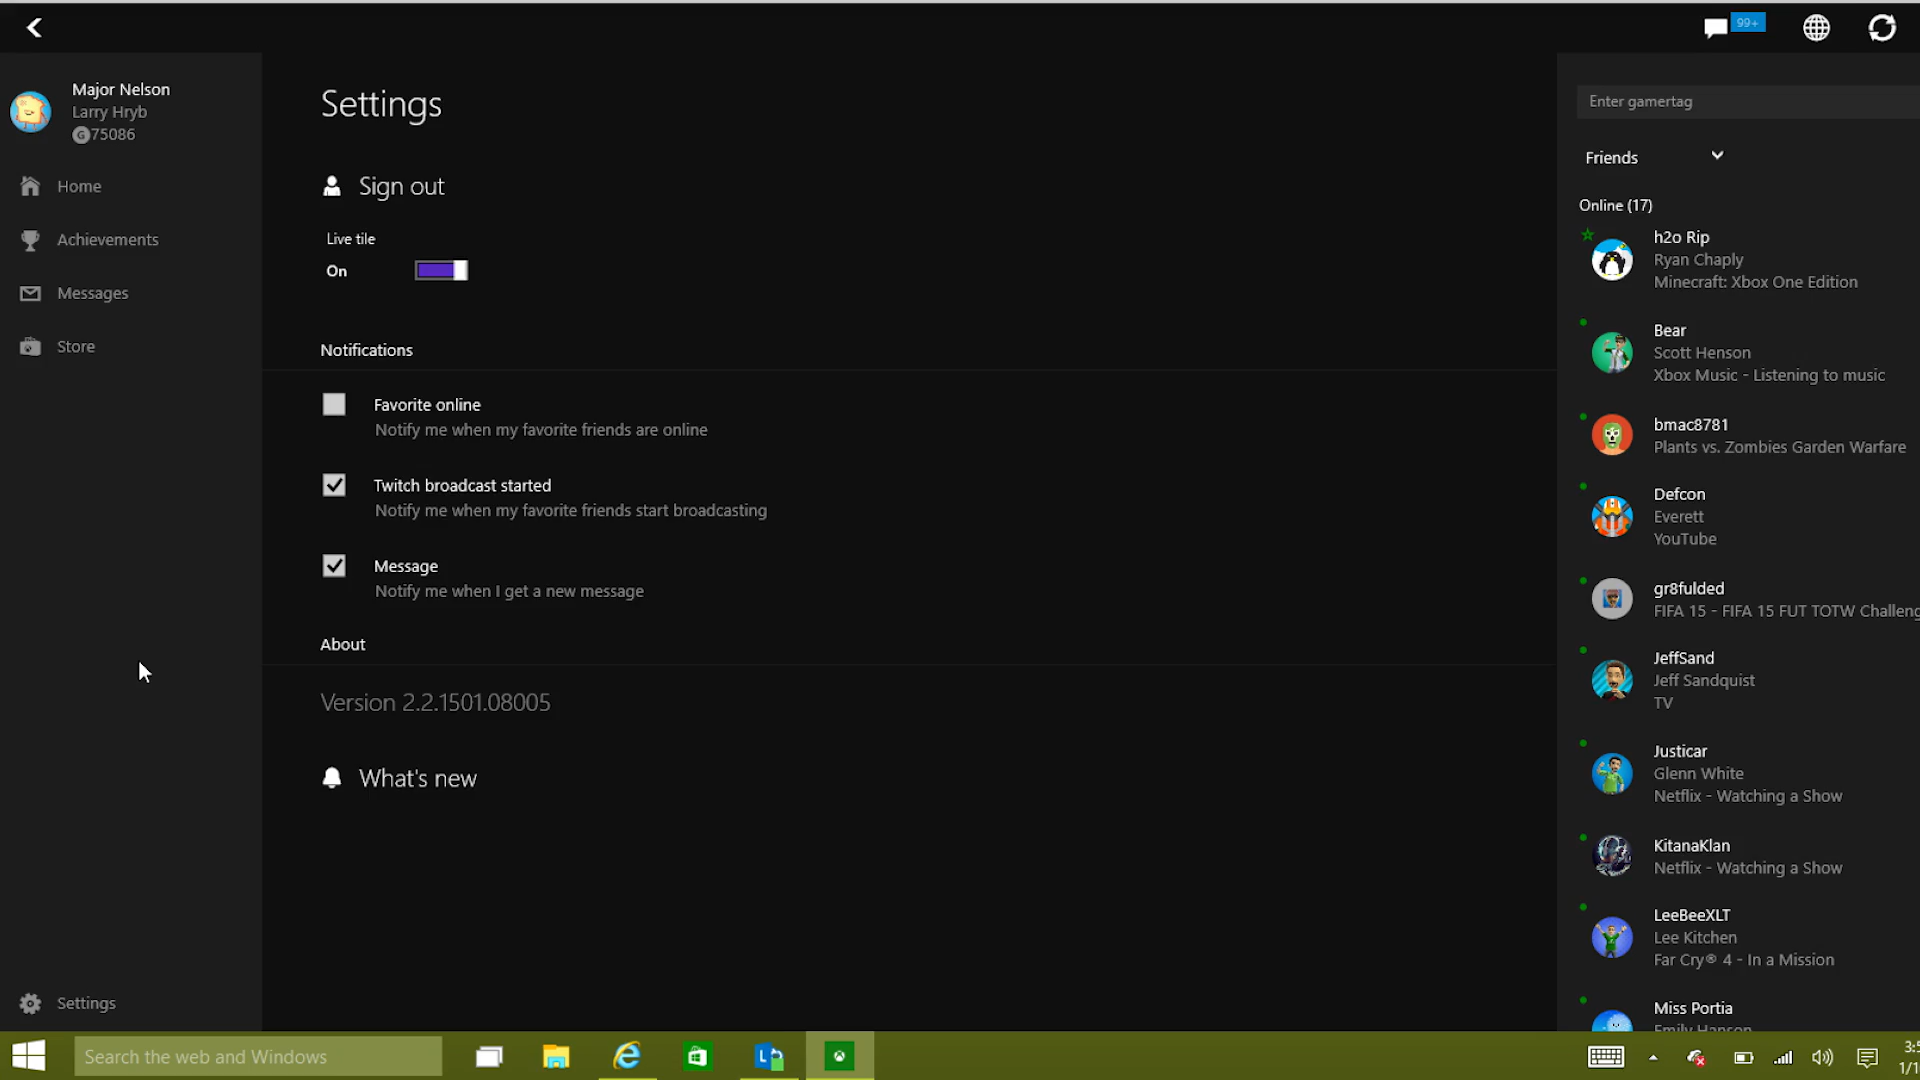 99+
Major Nelson
Larry Hryb
G 75086
Home
Achievements
Messages
Store
Settings
Settings
Sign out
Live tile
On
Notifications
Favorite online
Notify me when my favorite friends are online
Twitch broadcast started
Notify me when my favorite friends start broadcasting
Message
Notify me when I get a new message
About
Version 2.2.1501.08005
What's new
Enter gamertag
Friends
Online (17)
h2o Rip
Ryan Chaply
Minecraft: Xbox One Edition
Bear
Scott Henson
Xbox Music - Listening to music
bmac8781
Plants vs. Zombies Garden Warfare
Defcon
Everett
YouTube
gr8fulded
FIFA 15 - FIFA 15 FUT TOTW Challeng
JeffSand
Jeff Sandquist
TV
Justicar
Glenn White
Netflix - Watching a Show
KitanaKlan
Netflix - Watching a Show
LeeBeeXLT
Lee Kitchen
Far Cry® 4 - In a Mission
Miss Portia
Emily Hanson
Search the web and Windows
3:5
1/1